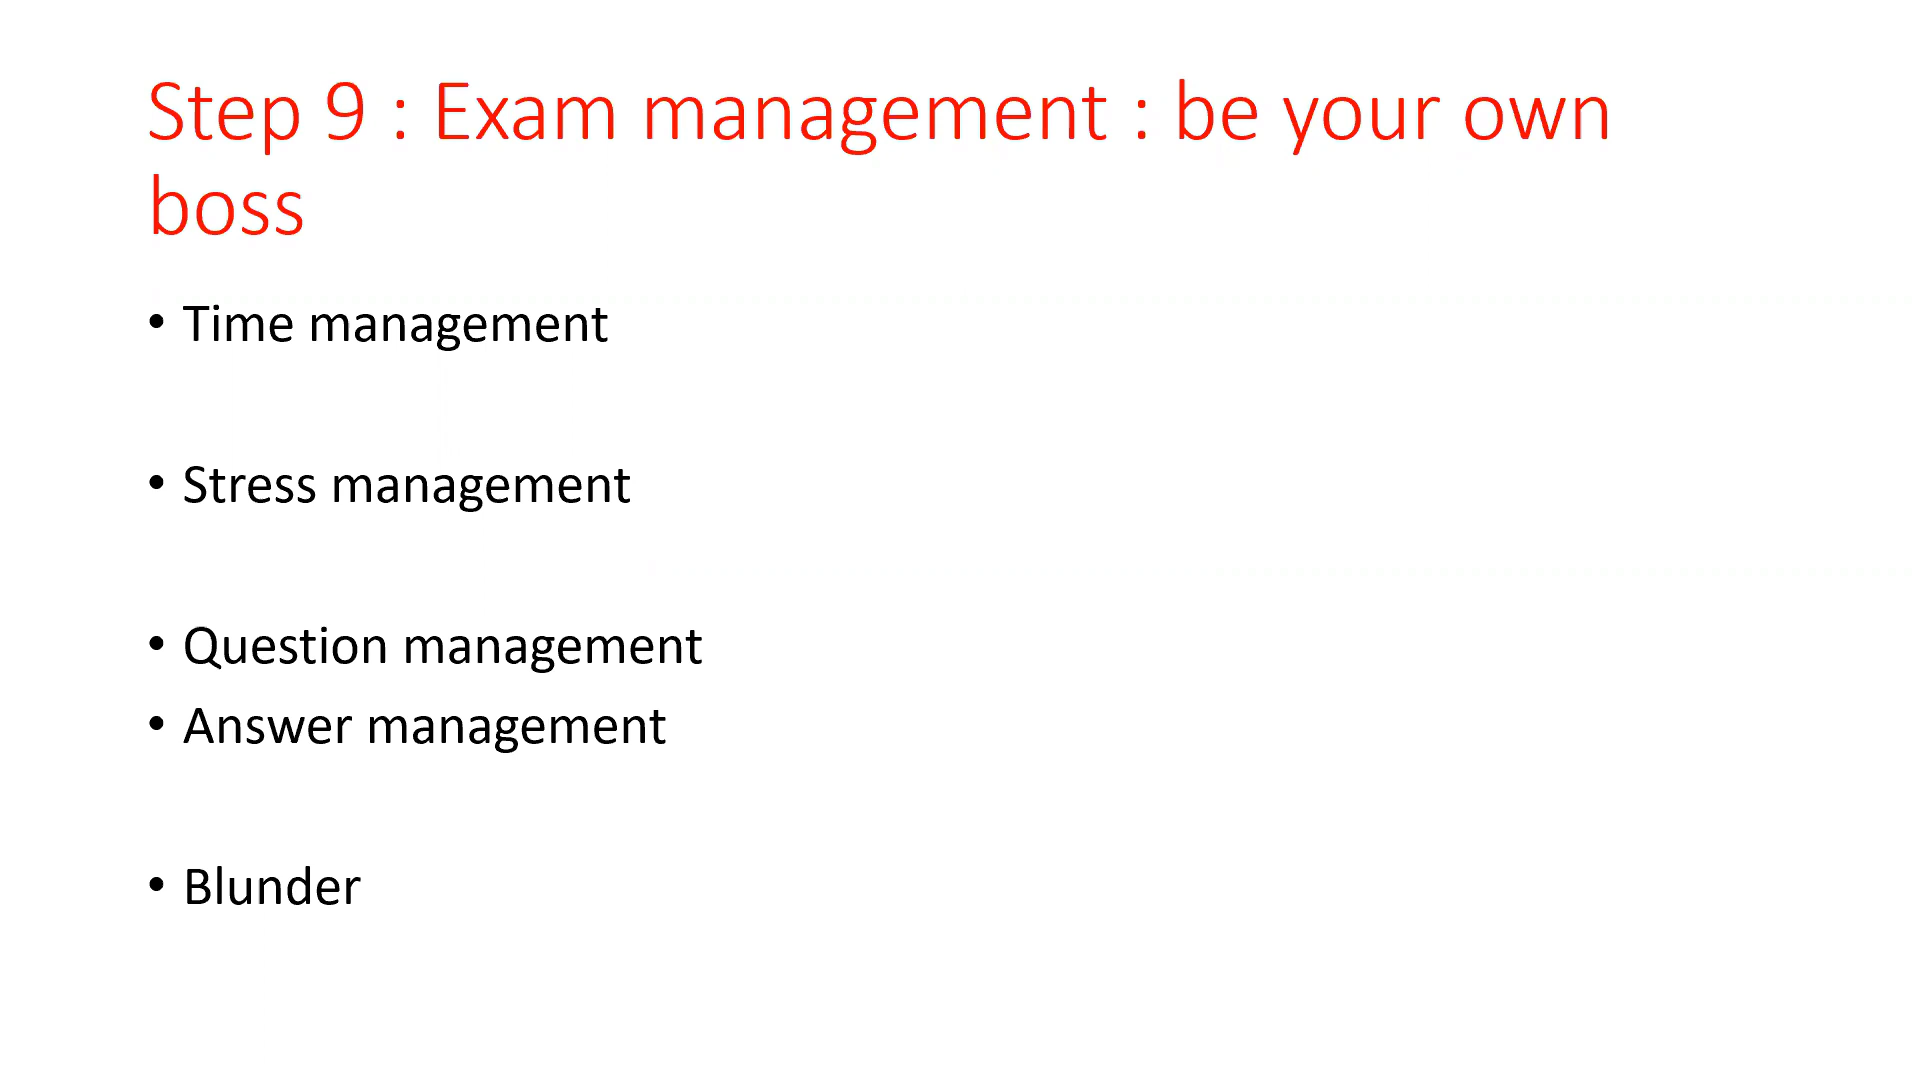 Step 9 : Exam management : be your own
boss
• Time management
• Stress management
• Question management
• Answer management
• Blunder